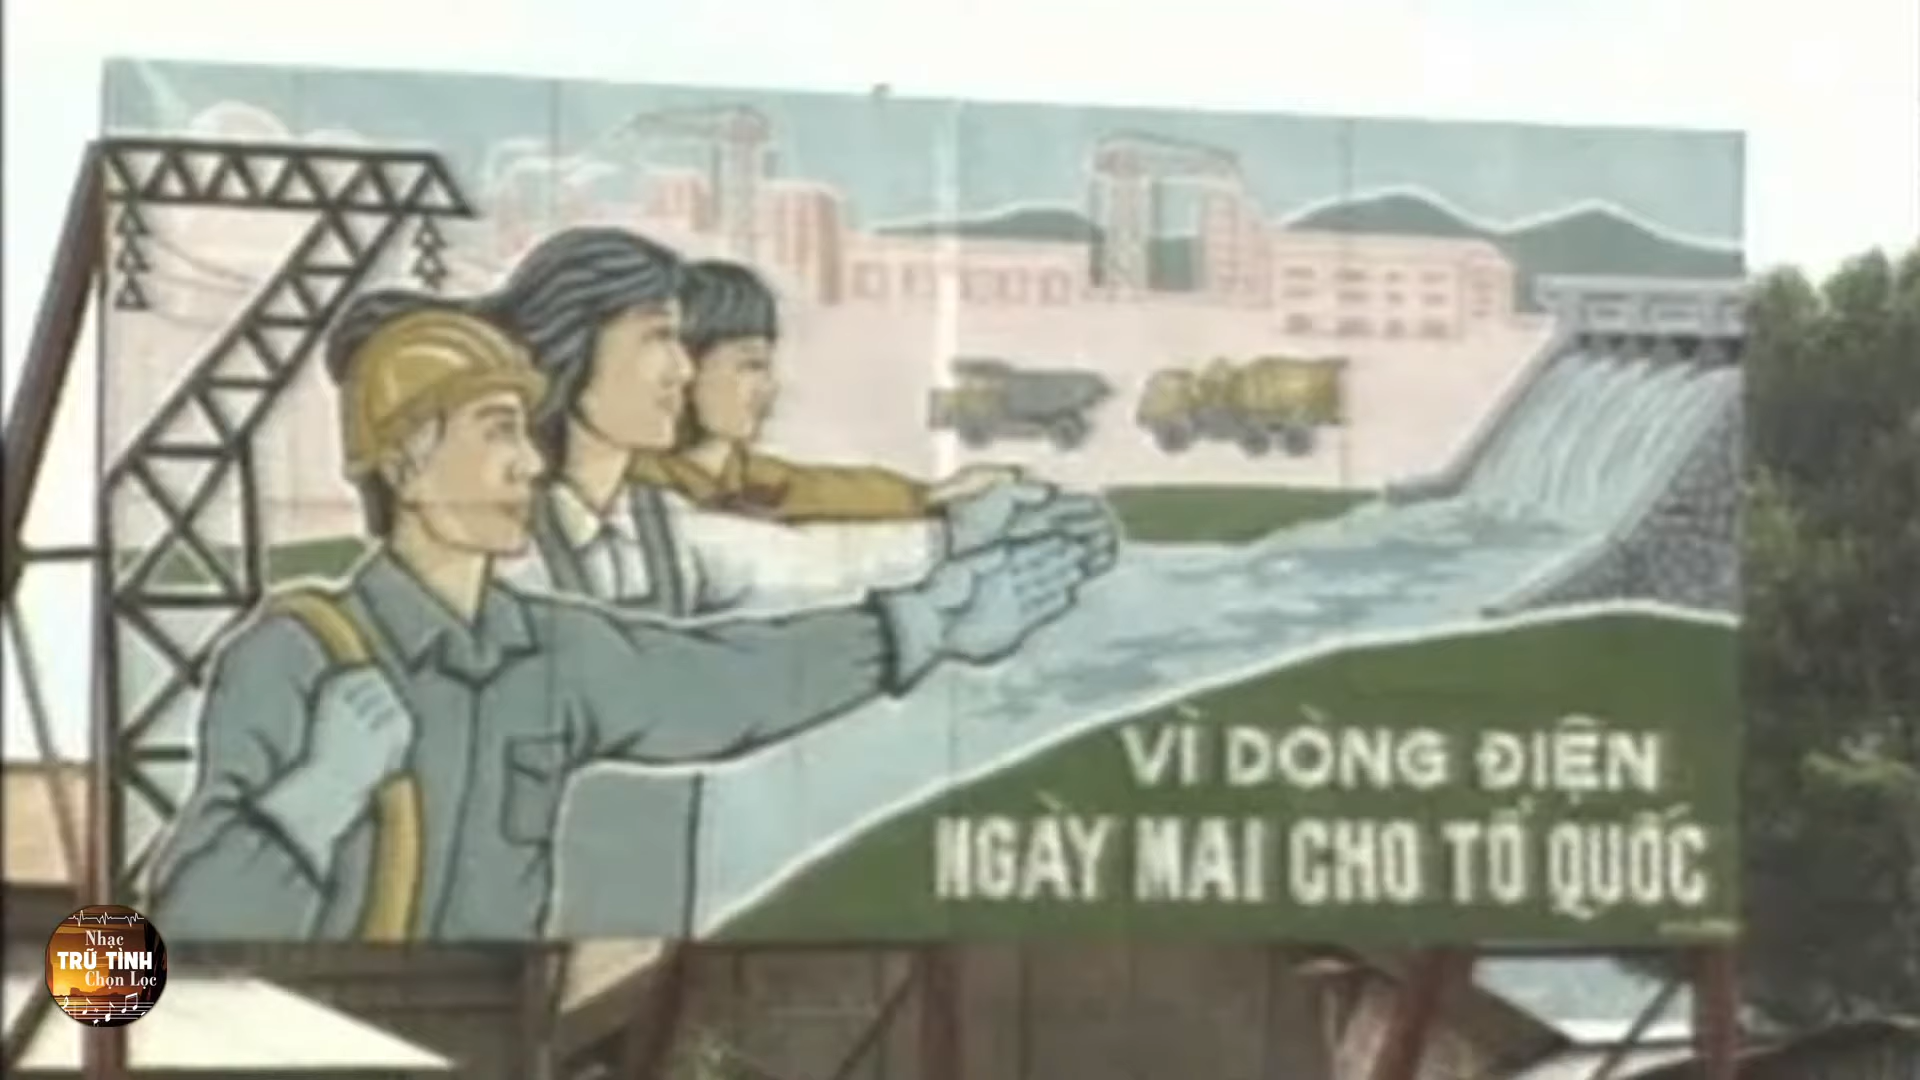 VÌ DÒNG ĐIỆN
NGÀY MAI CHO TỔ QUỐC
Nhạc
TRỮ TÌNH
Chọn Lọc